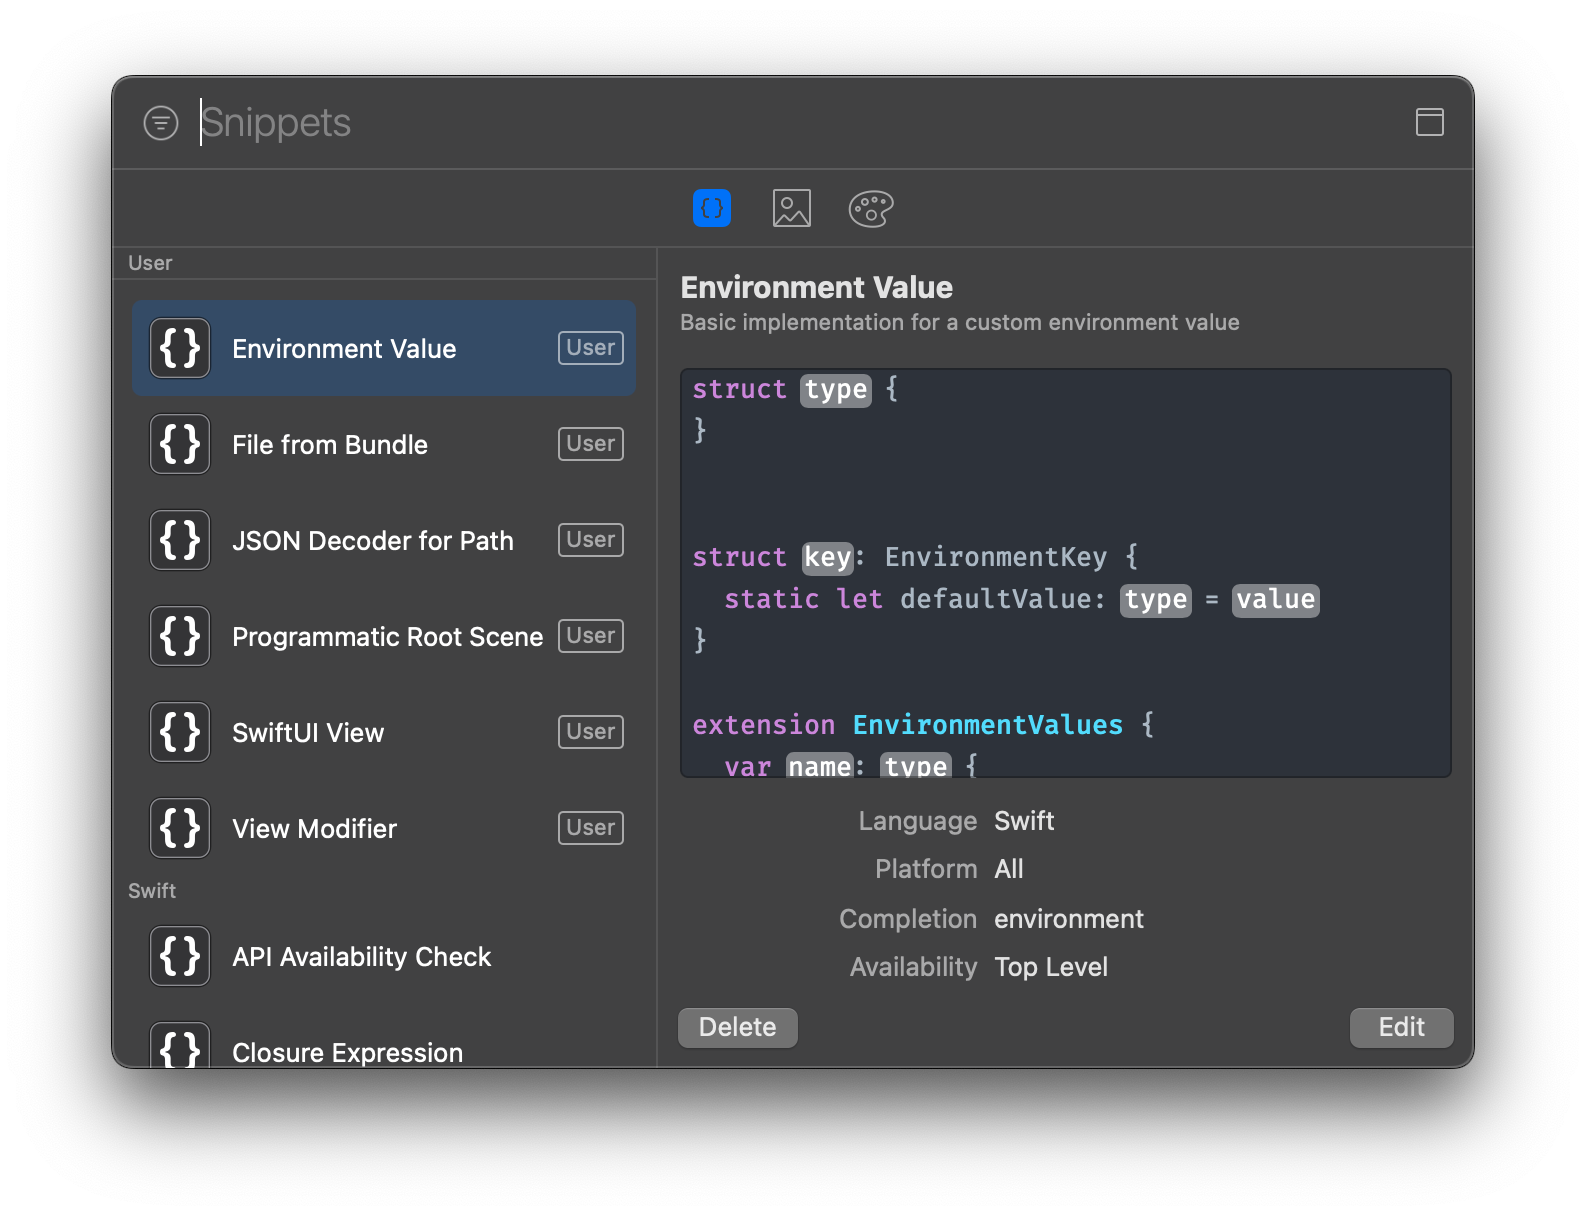 Snippets
User
Environment Value User
File from Bundle User
JSON Decoder for Path User
Programmatic Root Scene User
SwiftUI View User
View Modifier User
Swift
API Availability Check
Closure Expression
Environment Value
Basic implementation for a custom environment value
struct type {
}
struct key: EnvironmentKey {
  static let defaultValue: type = value
}
extension EnvironmentValues {
  var name: type {
Language Swift
Platform All
Completion environment
Availability Top Level
Delete Edit